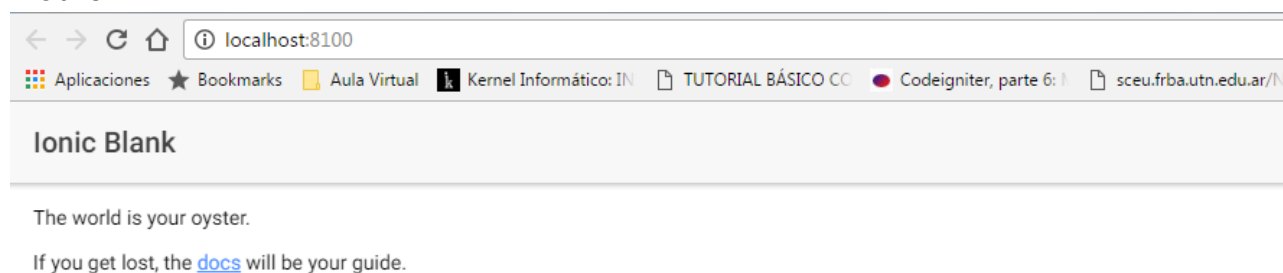 localhost:8100
Aplicaciones Bookmarks Aula Virtual k Kernel Informático: IN TUTORIAL BÁSICO CO Codeigniter, parte 6: sceu.frba.utn.edu.ar/N
Ionic Blank
The world is your oyster.
If you get lost, the docs will be your guide.